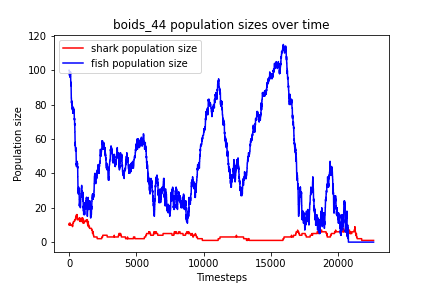 boids_44 population sizes over time
shark population size
fish population size
Population size
120
100
80
60
40
20
0
0 5000 10000 15000 20000
Timesteps